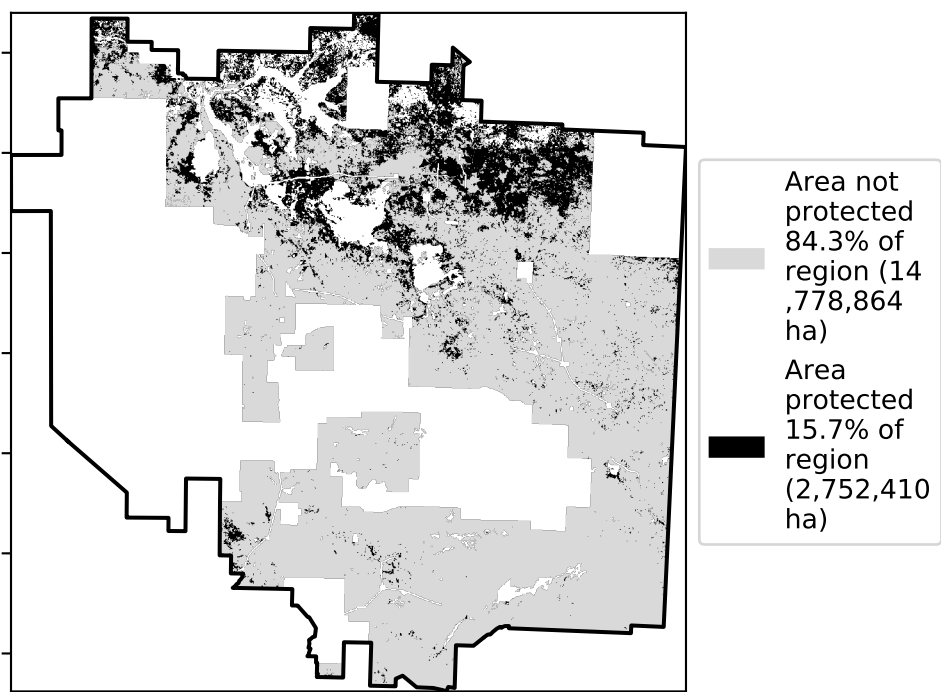 Area not
protected
84.3% of
region (14
,778,864
ha)
Area
protected
15.7% of
region
(2,752,410
ha)